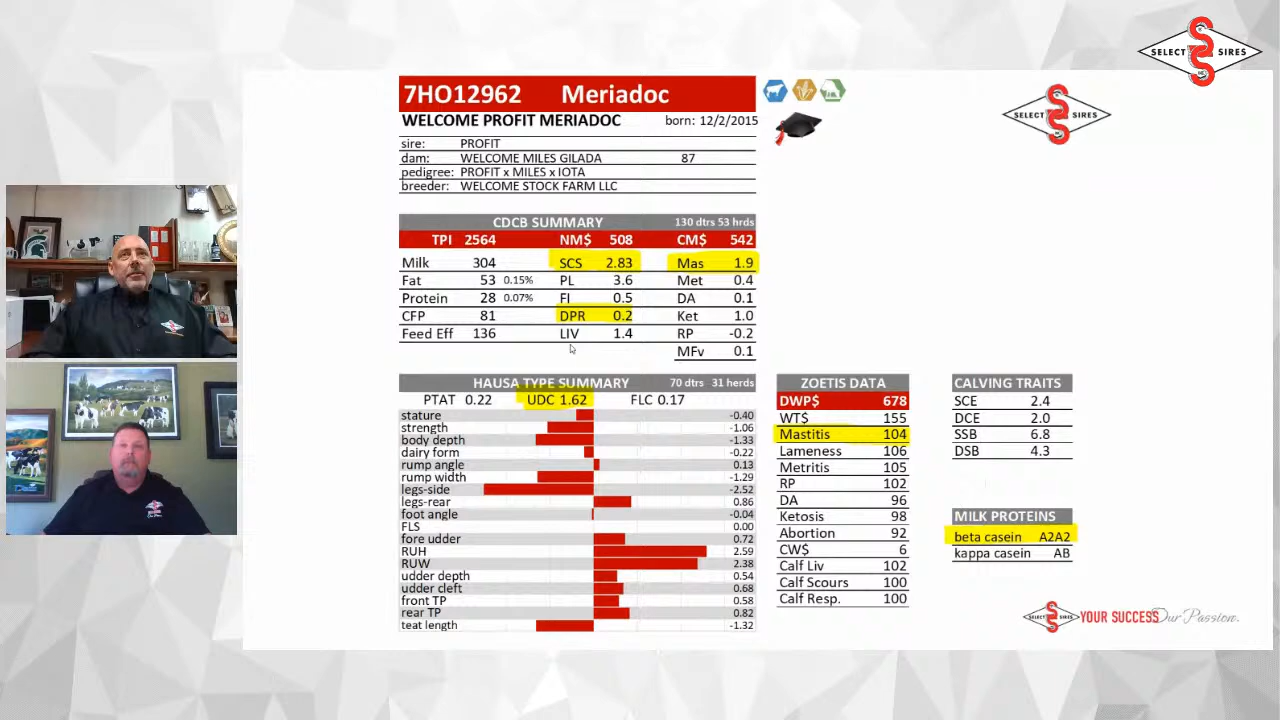 SELECT SIRES
INC
SELECT SIRES
7HO12962 Meriadoc
WELCOME PROFIT MERIADOC born: 12/2/2015
sire: PROFIT
dam: WELCOME MILES GILADA 87
pedigree: PROFIT x MILES x IOTA
breeder: WELCOME STOCK FARM LLC
CDCB SUMMARY 130 dtrs 53 hrds
TPI 2564 NM$ 508 CM$ 542
Milk 304 SCS 2.83 Mas 1.9
Fat 53 0.15% PL 3.6 Met 0.4
Protein 28 0.07% FI 0.5 DA 0.1
CFP 81 DPR 0.2 Ket 1.0
Feed Eff 136 LIV 1.4 RP -0.2
MFv 0.1
HAUSA TYPE SUMMARY 70 dtrs 31 herds
PTAT 0.22 UDC 1.62 FLC 0.17
stature -0.40
strength -1.06
body depth -1.33
dairy form -0.22
rump angle 0.13
rump width -1.29
legs-side -2.52
legs-rear 0.86
foot angle -0.04
FLS 0.00
fore udder 0.72
RUH 2.59
RUW 2.38
udder depth 0.54
udder cleft 0.68
front TP 0.58
rear TP 0.82
teat length -1.32
ZOETIS DATA
DWP$ 678
WT$ 155
Mastitis 104
Lameness 106
Metritis 105
RP 102
DA 96
Ketosis 98
Abortion 92
CW$ 6
Calf Liv 102
Calf Scours 100
Calf Resp. 100
CALVING TRAITS
SCE 2.4
DCE 2.0
SSB 6.8
DSB 4.3
MILK PROTEINS
beta casein A2A2
kappa casein AB
YOUR SUCCESS Our Passion.